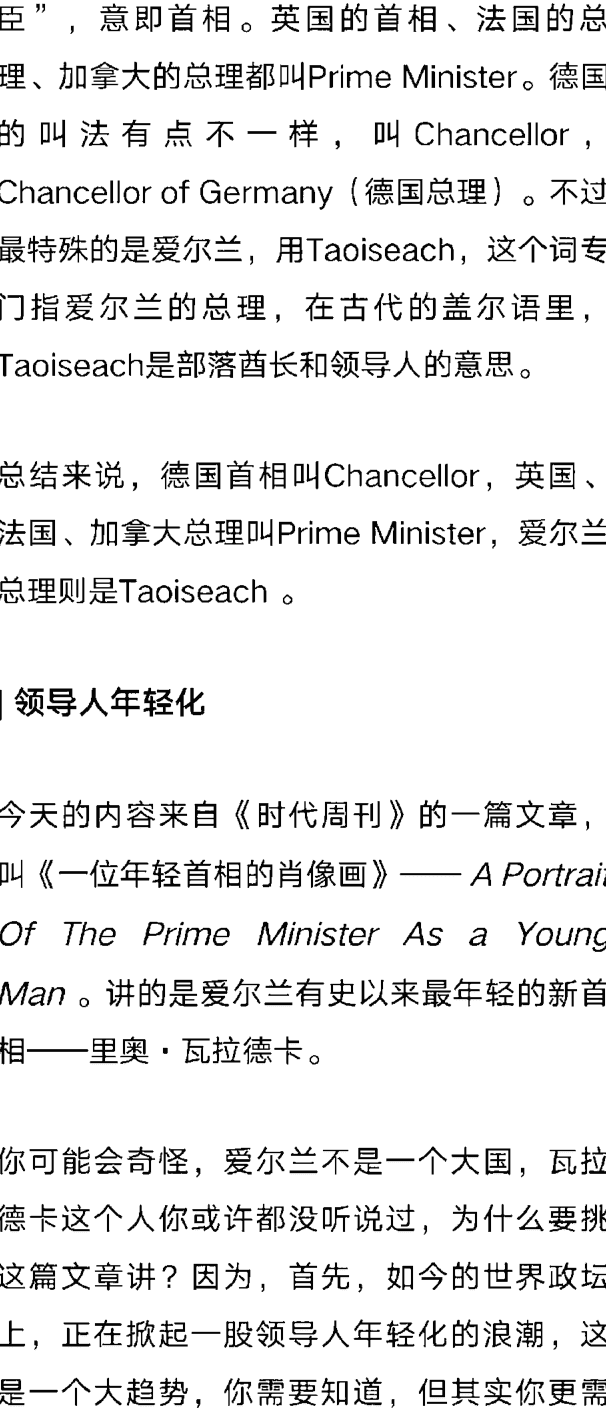 臣”，意即首相。英国的首相、法国的总
理、加拿大的总理都叫Prime Minister。德国
的叫法有点不一样，叫Chancellor，
Chancellor of Germany（德国总理）。不过
最特殊的是爱尔兰，用Taoiseach，这个词专
门指爱尔兰的总理，在古代的盖尔语里，
Taoiseach是部落酋长和领导人的意思。
总结来说，德国首相叫Chancellor，英国、
法国、加拿大总理叫Prime Minister，爱尔兰
总理则是Taoiseach 。
| 领导人年轻化
今天的内容来自《时代周刊》的一篇文章，
叫《一位年轻首相的肖像画》—— A Portrait
Of The Prime Minister As a Young
Man 。讲的是爱尔兰有史以来最年轻的新首
相——里奥·瓦拉德卡。
你可能会奇怪，爱尔兰不是一个大国，瓦拉
德卡这个人你或许都没听说过，为什么要挑
这篇文章讲？因为，首先，如今的世界政坛
上，正在掀起一股领导人年轻化的浪潮，这
是一个大趋势，你需要知道，但其实你更需